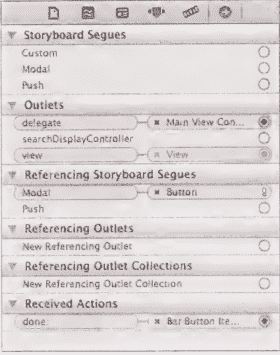 Storyboard Segues
Custom
Modal
Push
Outlets
delegate × Main View Con...
searchDisplayController
view × View
Referencing Storyboard Segues
Modal × Button
Push
Referencing Outlets
New Referencing Outlet
Referencing Outlet Collections
New Referencing Outlet Collection
Received Actions
done: × Bar Button Ite...